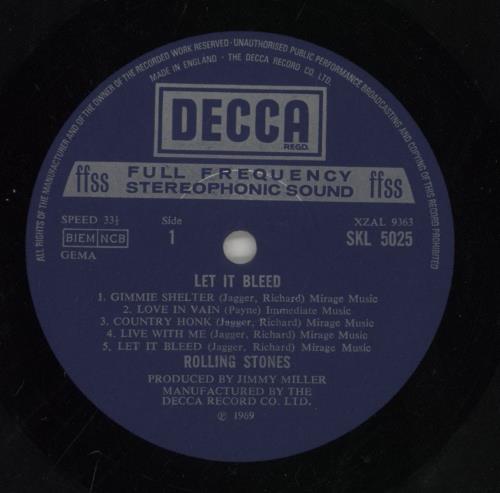 ALL RIGHTS OF THE MANUFACTURER AND OF THE OWNER OF THE RECORDED WORK RESERVED · UNAUTHORISED PUBLIC PERFORMANCE BROADCASTING AND COPYING OF THIS RECORD PROHIBITED
MADE IN ENGLAND · THE DECCA RECORD CO. LTD.
DECCA
REGD.
ffss FULL FREQUENCY STEREOPHONIC SOUND ffss
SPEED 33⅓ Side XZAL 9363
BIEM NCB 1 SKL 5025
GEMA
LET IT BLEED
1. GIMMIE SHELTER (Jagger, Richard) Mirage Music
2. LOVE IN VAIN (Payne) Immediate Music
3. COUNTRY HONK (Jagger, Richard) Mirage Music
4. LIVE WITH ME (Jagger, Richard) Mirage Music
5. LET IT BLEED (Jagger, Richard) Mirage Music
ROLLING STONES
PRODUCED BY JIMMY MILLER
MANUFACTURED BY THE
DECCA RECORD CO. LTD.
℗ 1969